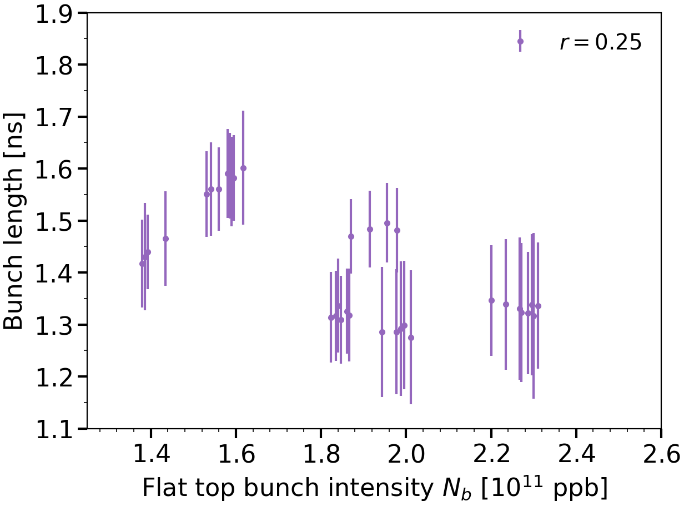 1.9
1.8
1.7
1.6
1.5
1.4
1.3
1.2
1.1
Bunch length [ns]
r = 0.25
1.4 1.6 1.8 2.0 2.2 2.4 2.6
Flat top bunch intensity N_b [10^11 ppb]